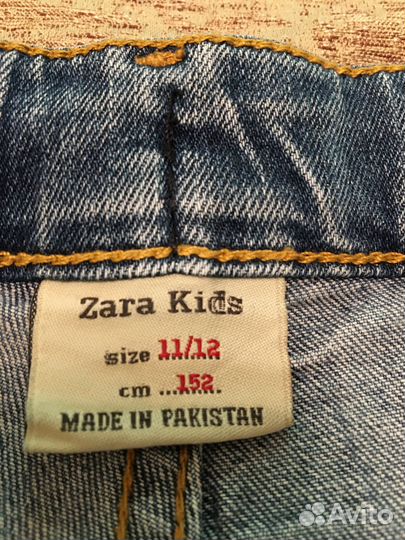 Zara Kids
size 11/12
cm ...152...
MADE IN PAKISTAN
Avito